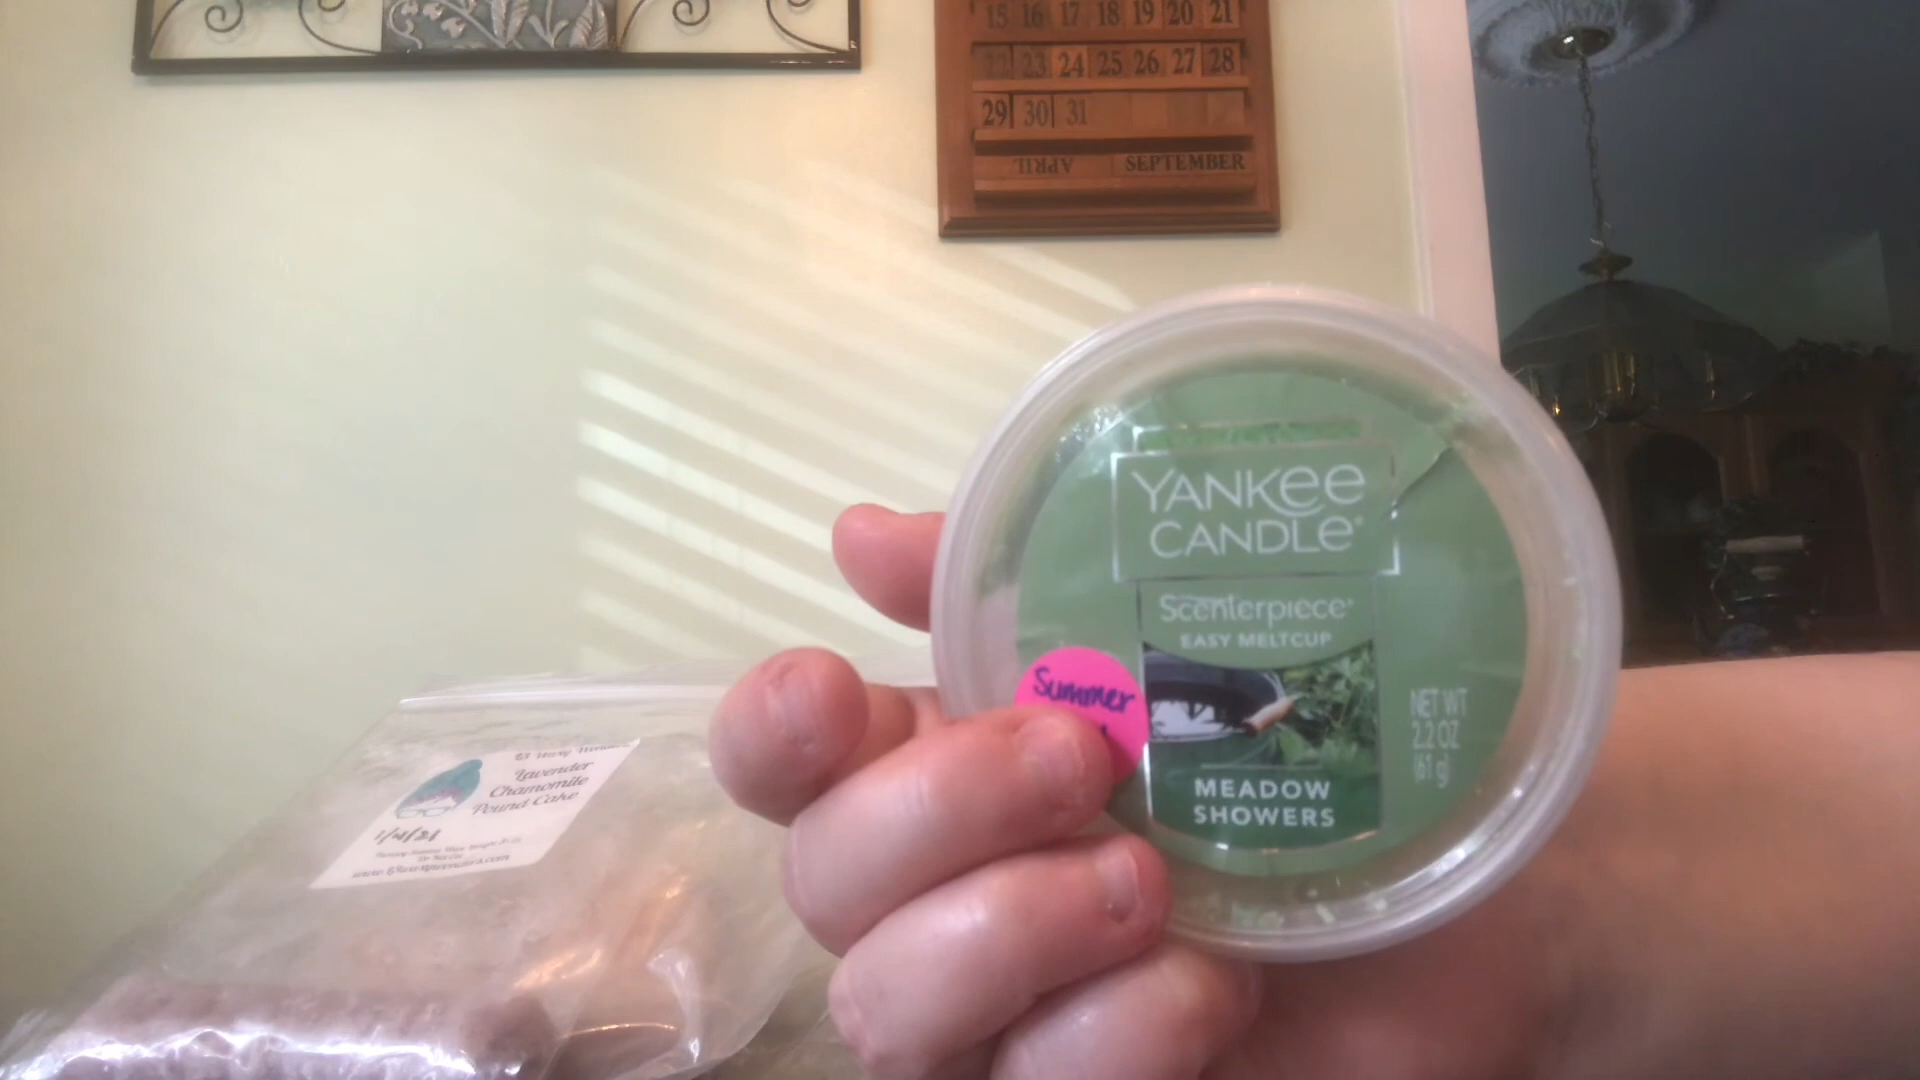 15 16 17 18 19 20 21
22 23 24 25 26 27 28
29 30 31
APRIL SEPTEMBER
YANKEE
CANDLE®
Scenterpiece®
EASY MELTCUP
Summer
NET WT
2.2 OZ
(61 g)
MEADOW
SHOWERS
Lavender
Chamomile
Pound Cake